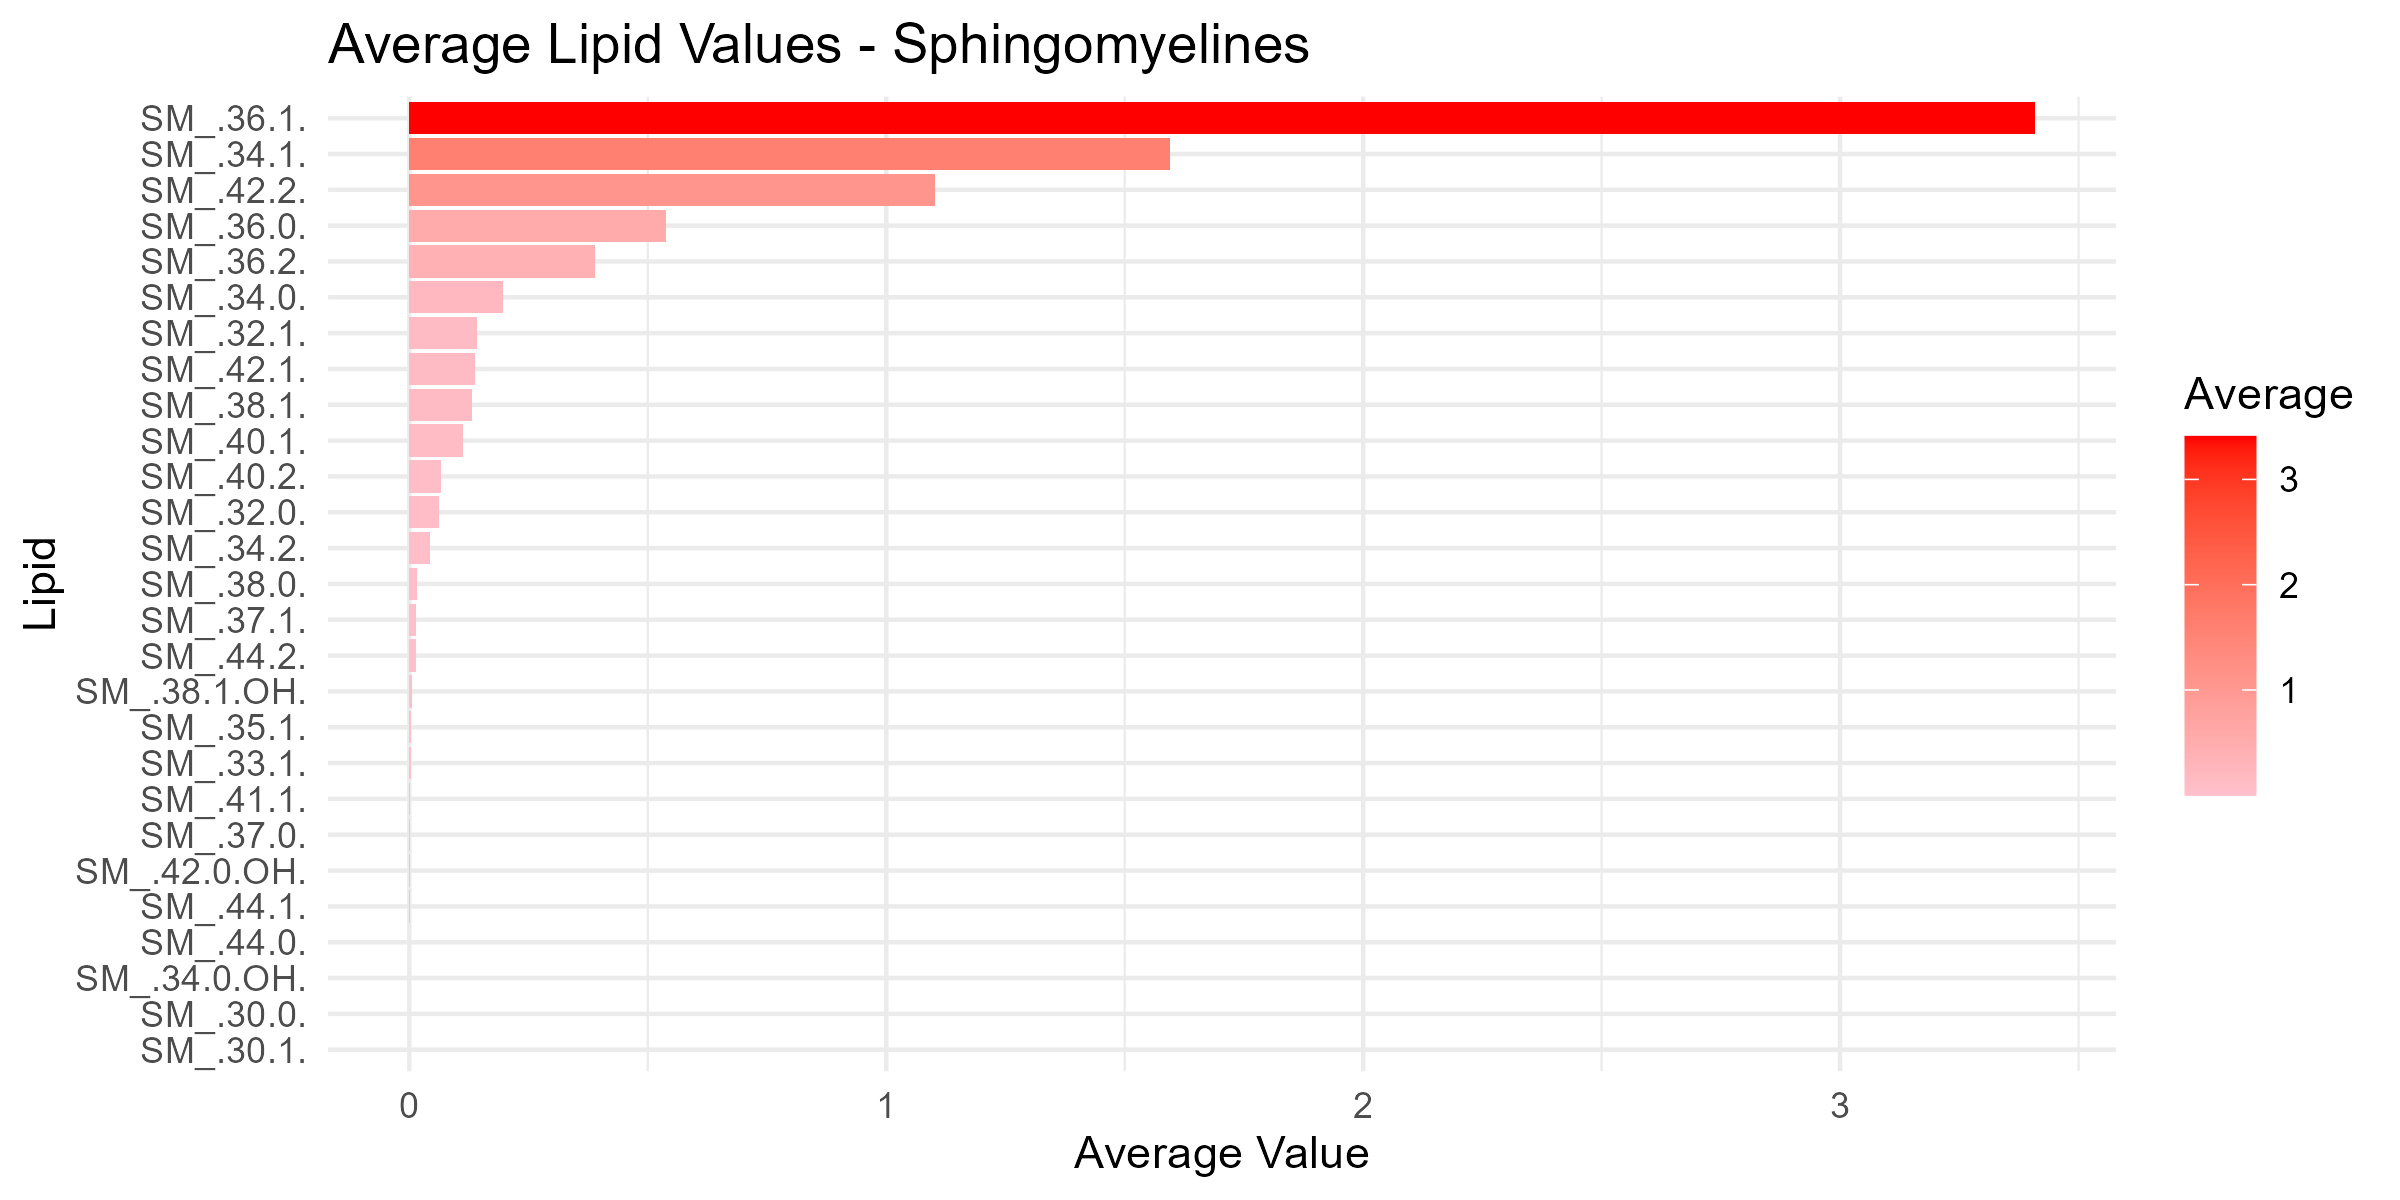 Average Lipid Values - Sphingomyelines
SM_.36.1.
SM_.34.1.
SM_.42.2.
SM_.36.0.
SM_.36.2.
SM_.34.0.
SM_.32.1.
SM_.42.1.
SM_.38.1.
SM_.40.1.
SM_.40.2.
SM_.32.0.
SM_.34.2.
SM_.38.0.
SM_.37.1.
SM_.44.2.
SM_.38.1.OH.
SM_.35.1.
SM_.33.1.
SM_.41.1.
SM_.37.0.
SM_.42.0.OH.
SM_.44.1.
SM_.44.0.
SM_.34.0.OH.
SM_.30.0.
SM_.30.1.
Lipid
0 1 2 3
Average Value
Average
3
2
1